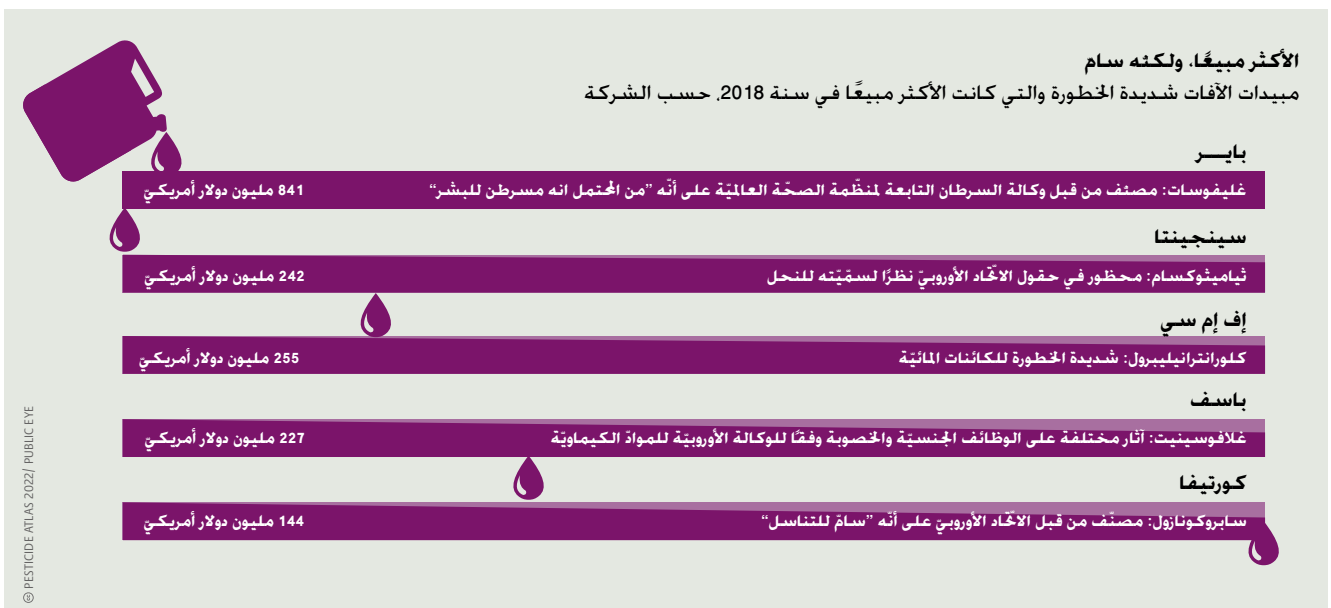 الأكثر مبيعًا، ولكنّه سامّ
مبيدات الآفات شديدة الخطورة والتي كانت الأكثر مبيعًا في سنة 2018، حسب الشركة
بايـــر
غليفوسات: مصنّف من قبل وكالة السرطان التابعة لمنظّمة الصحّة العالميّة على أنّه ”من المحتمل انه مسرطن للبشر“ 841 مليون دولار أمريكيّ
سينجينتا
ثياميثوكسام: محظور في حقول الاتّحاد الأوروبيّ نظرًا لسمّيّته للنحل 242 مليون دولار أمريكيّ
إف إم سي
كلورانترانيليبرول: شديدة الخطورة للكائنات المائيّة 255 مليون دولار أمريكيّ
باسف
غلافوسينيت: آثار مختلفة على الوظائف الجنسيّة والخصوبة وفقًا للوكالة الأوروبيّة للموادّ الكيماويّة 227 مليون دولار أمريكيّ
كورتيفا
سابروكونازول: مصنّف من قبل الاتّحاد الأوروبيّ على أنّه ”سامّ للتناسل“ 144 مليون دولار أمريكيّ
PESTICIDE ATLAS 2022/ PUBLIC EYE